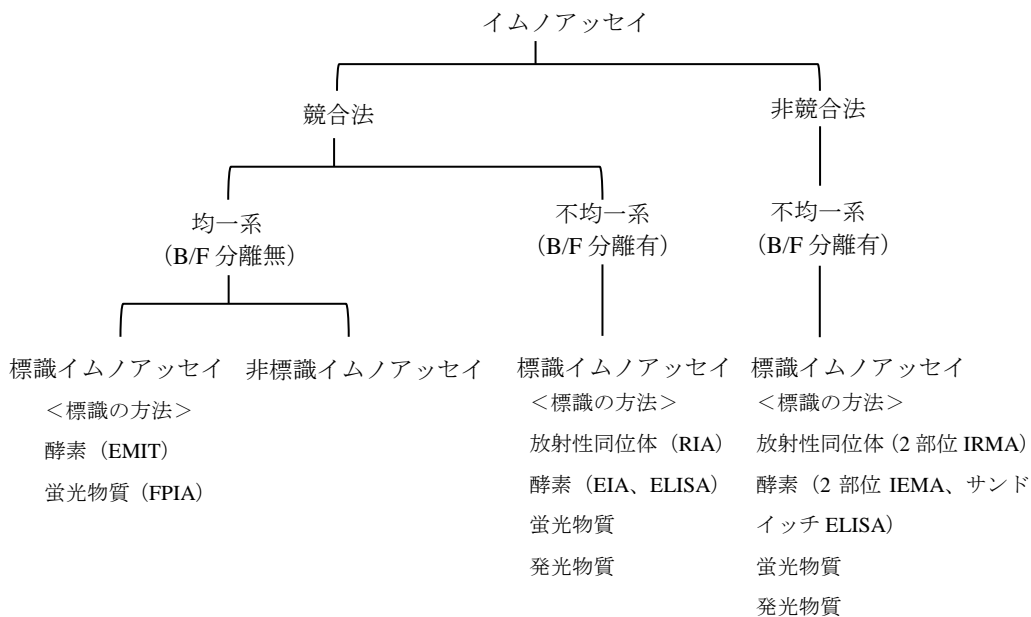 イムノアッセイ
競合法
非競合法
均一系
（B/F 分離無）
不均一系
（B/F 分離有）
不均一系
（B/F 分離有）
標識イムノアッセイ
＜標識の方法＞
酵素（EMIT）
蛍光物質（FPIA）
非標識イムノアッセイ
標識イムノアッセイ
＜標識の方法＞
放射性同位体（RIA）
酵素（EIA、ELISA）
蛍光物質
発光物質
標識イムノアッセイ
＜標識の方法＞
放射性同位体（2 部位 IRMA）
酵素（2 部位 IEMA、サンド
イッチ ELISA）
蛍光物質
発光物質